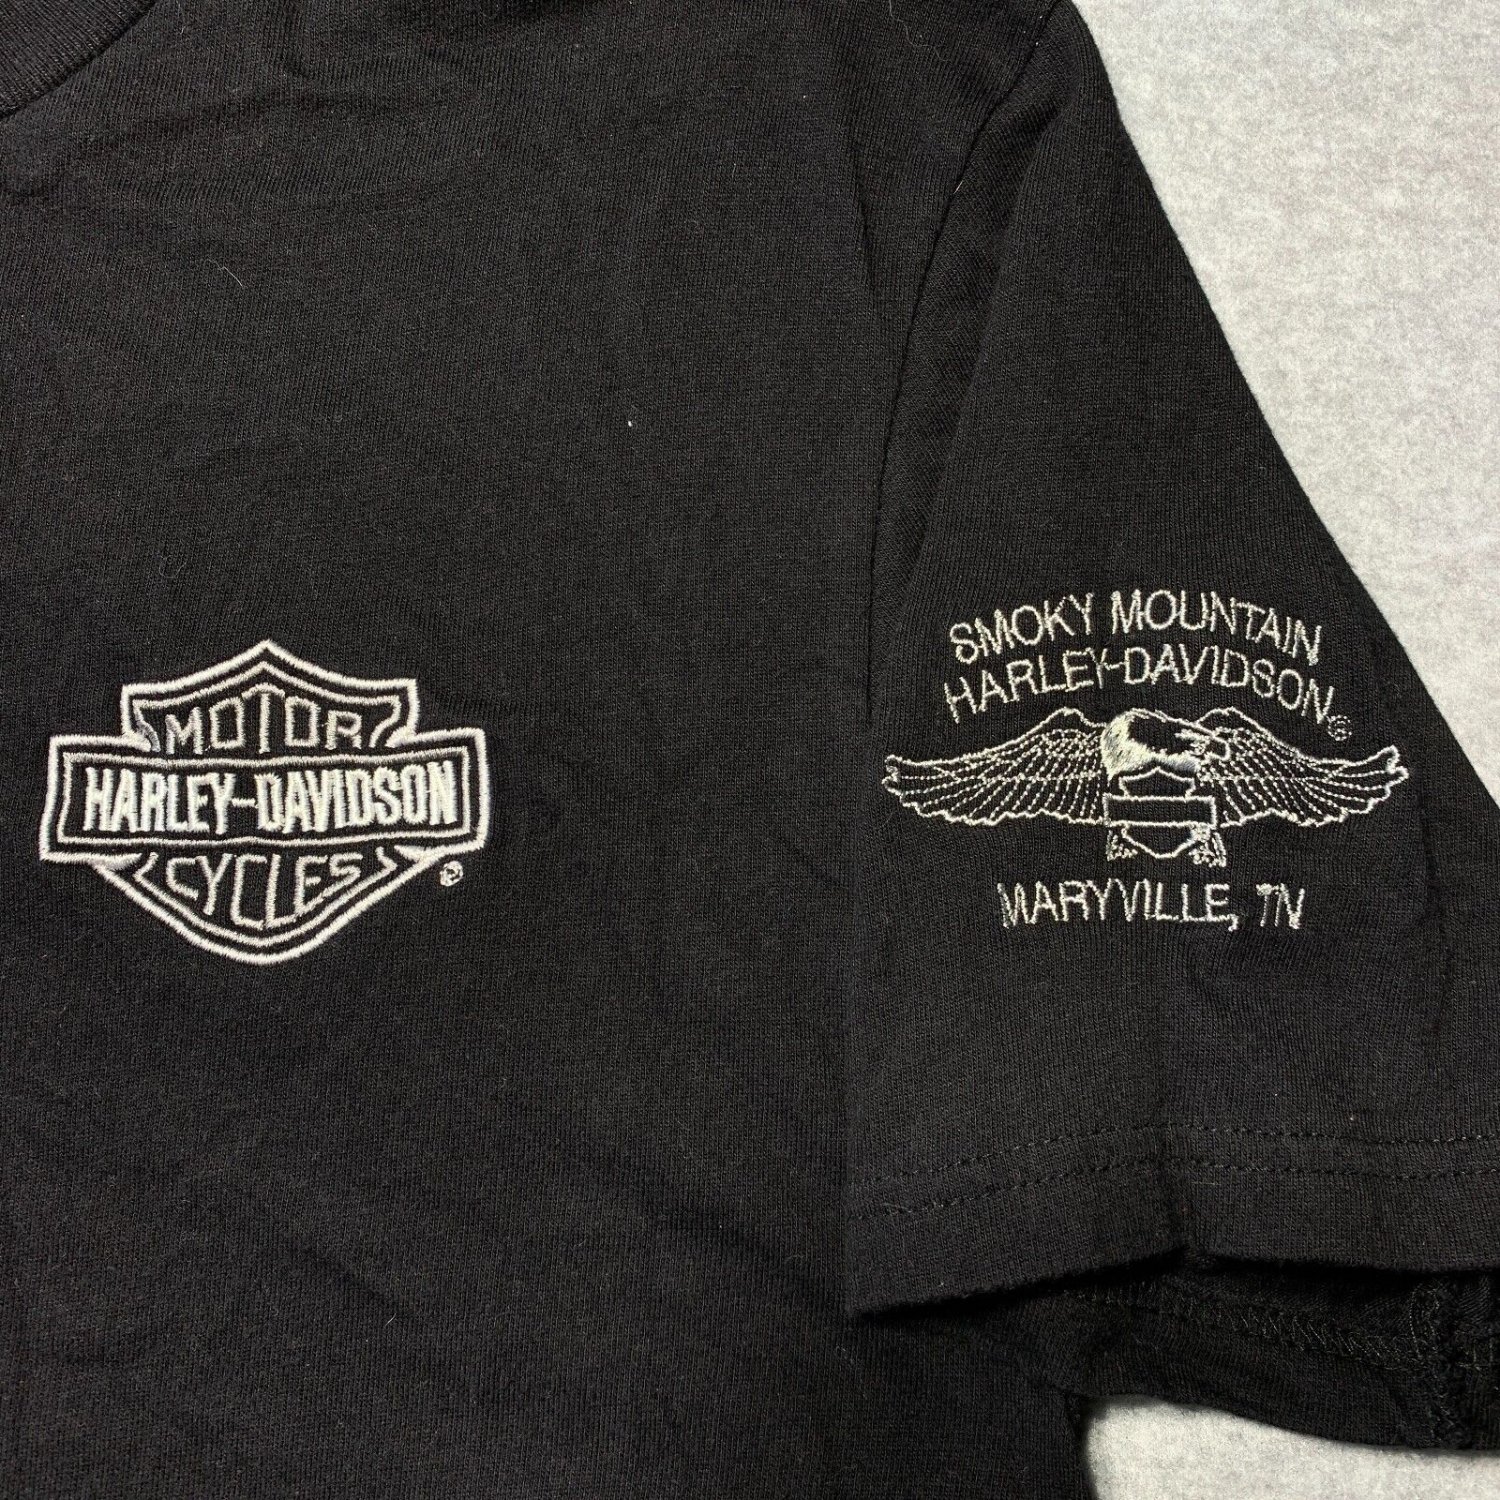 MOTOR
HARLEY-DAVIDSON
CYCLES
®
SMOKY MOUNTAIN
HARLEY-DAVIDSON®
MARYVILLE, TN